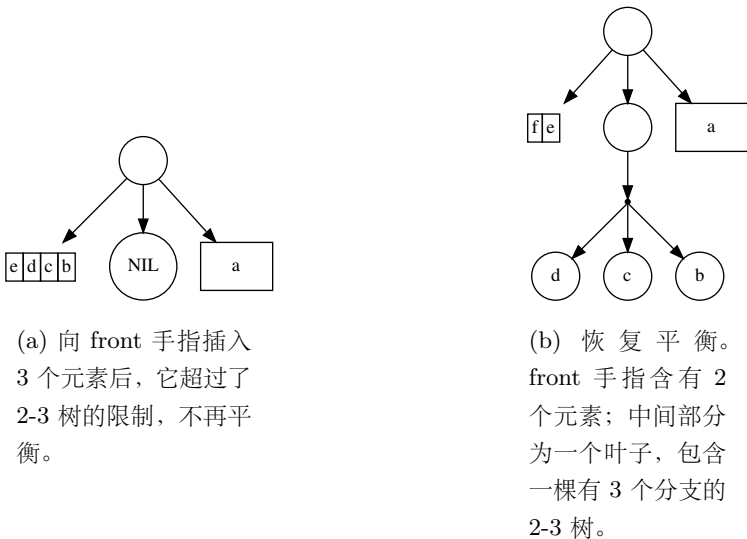 f e
a
e d c b
NIL
a
d
c
b
(a) 向 front 手指插入
3 个元素后，它超过了
2-3 树的限制，不再平
衡。
(b) 恢复平衡。
front 手指含有 2
个元素；中间部分
为一个叶子，包含
一棵有 3 个分支的
2-3 树。